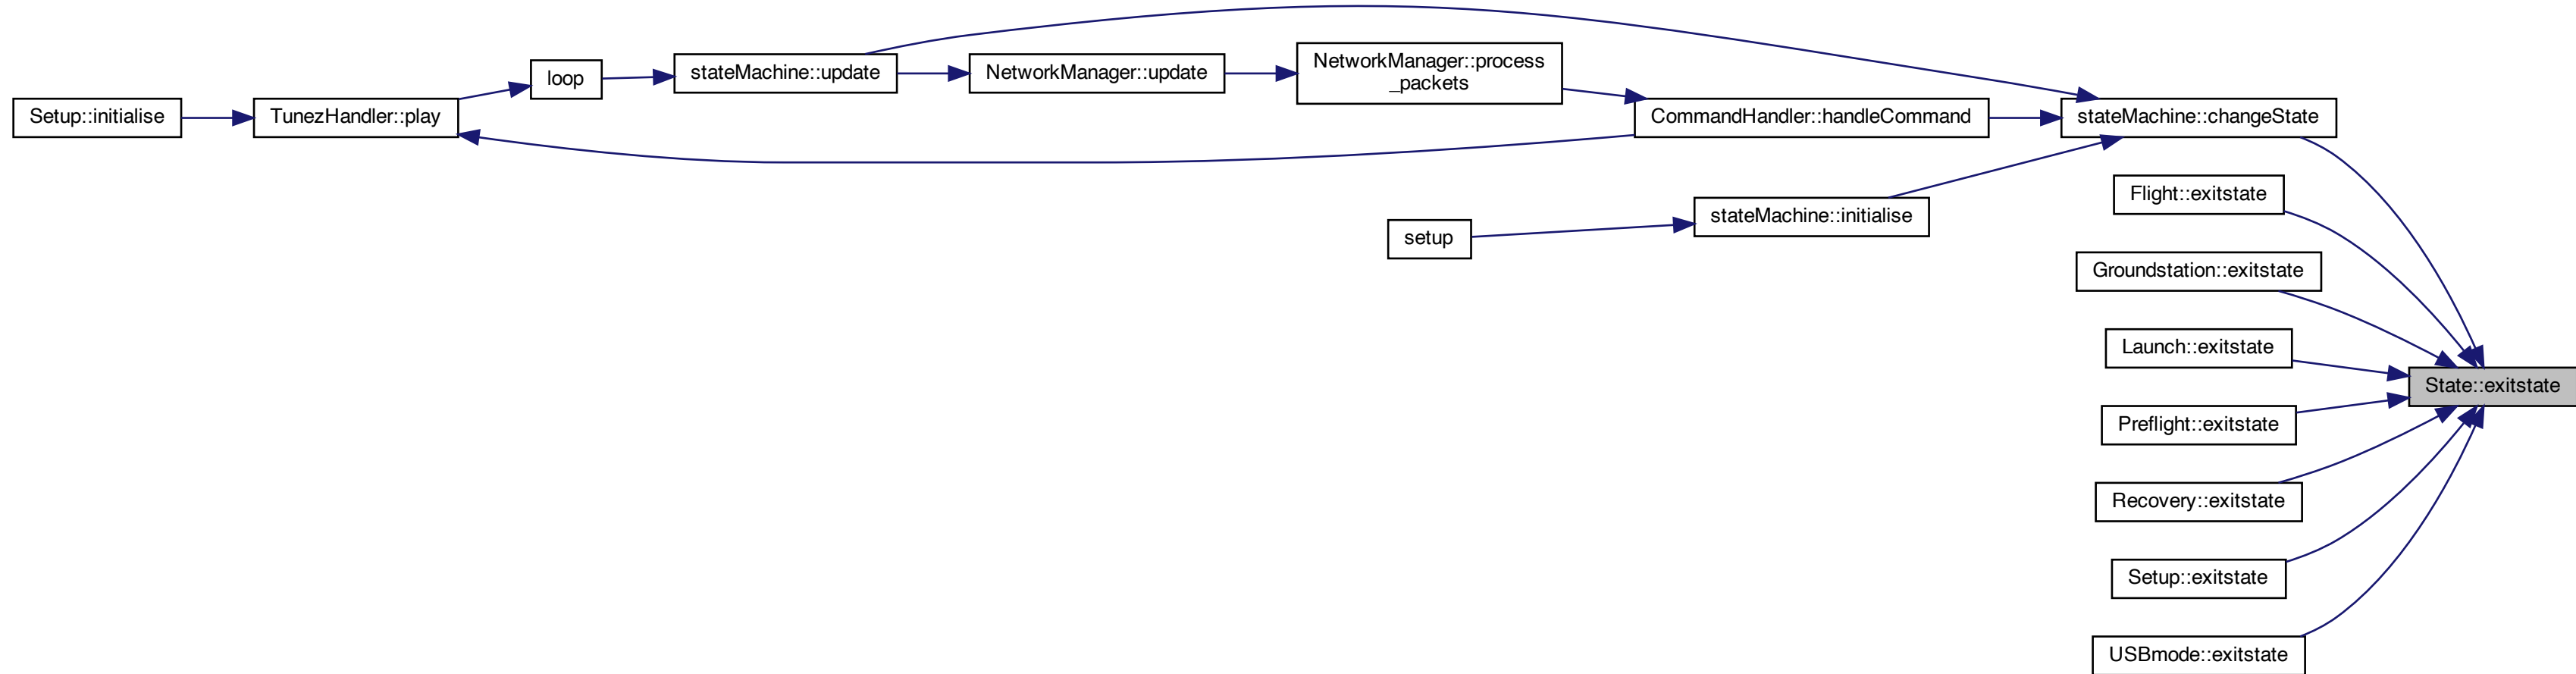 Setup::initialise
TunezHandler::play
loop
stateMachine::update
NetworkManager::update
NetworkManager::process
_packets
CommandHandler::handleCommand
stateMachine::changeState
stateMachine::initialise
setup
Flight::exitstate
Groundstation::exitstate
Launch::exitstate
State::exitstate
Preflight::exitstate
Recovery::exitstate
Setup::exitstate
USBmode::exitstate